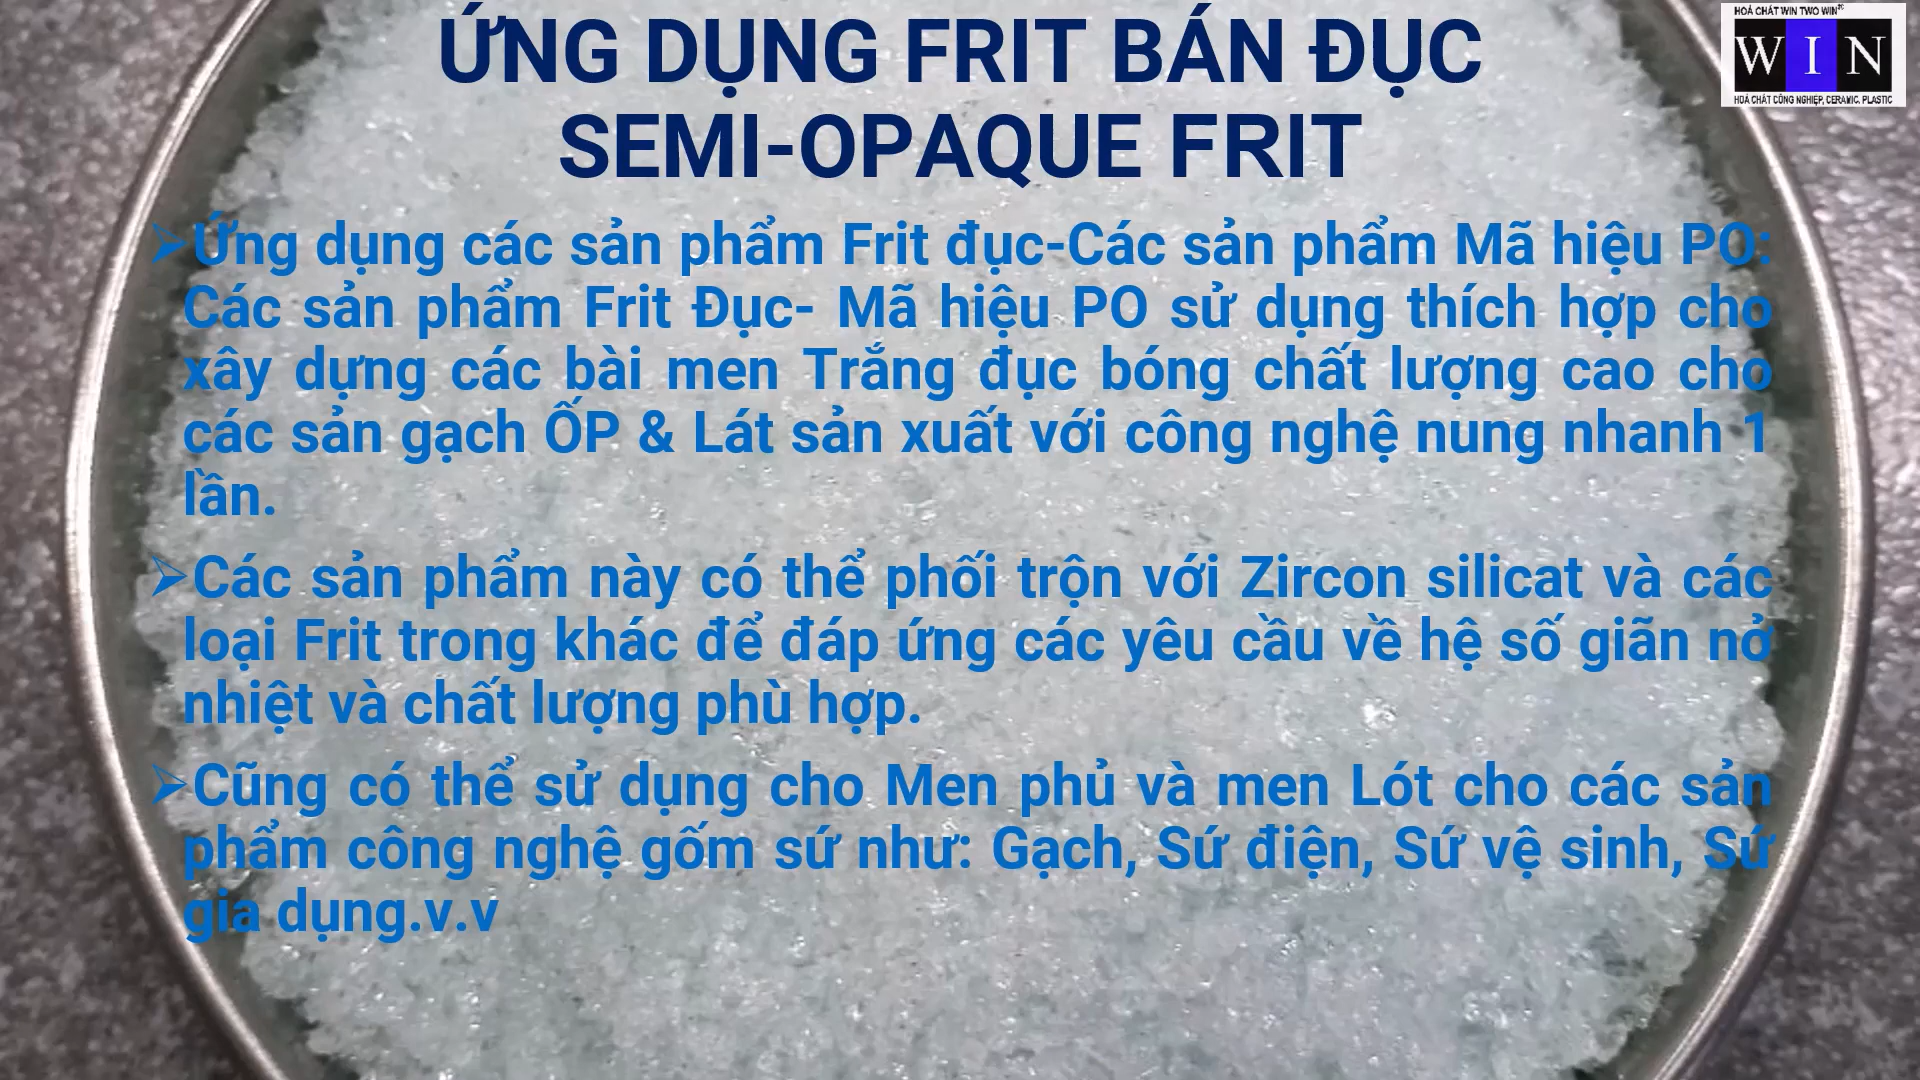 ỨNG DỤNG FRIT BÁN ĐỤC
SEMI-OPAQUE FRIT
HOÁ CHẤT WIN TWO WIN
WIN
HOÁ CHẤT CÔNG NGHIỆP, CERAMIC. PLASTIC
➢Ứng dụng các sản phẩm Frit đục-Các sản phẩm Mã hiệu PO:
Các sản phẩm Frit Đục- Mã hiệu PO sử dụng thích hợp cho
xây dựng các bài men Trắng đục bóng chất lượng cao cho
các sản gạch ỐP & Lát sản xuất với công nghệ nung nhanh 1
lần.
➢Các sản phẩm này có thể phối trộn với Zircon silicat và các
loại Frit trong khác để đáp ứng các yêu cầu về hệ số giãn nở
nhiệt và chất lượng phù hợp.
➢Cũng có thể sử dụng cho Men phủ và men Lót cho các sản
phẩm công nghệ gốm sứ như: Gạch, Sứ điện, Sứ vệ sinh, Sứ
gia dụng.v.v